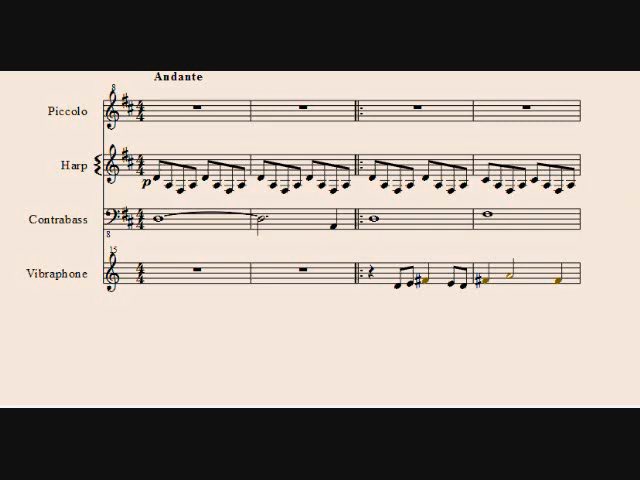 Andante
8
Piccolo
Harp
p
Contrabass
8
15
Vibraphone